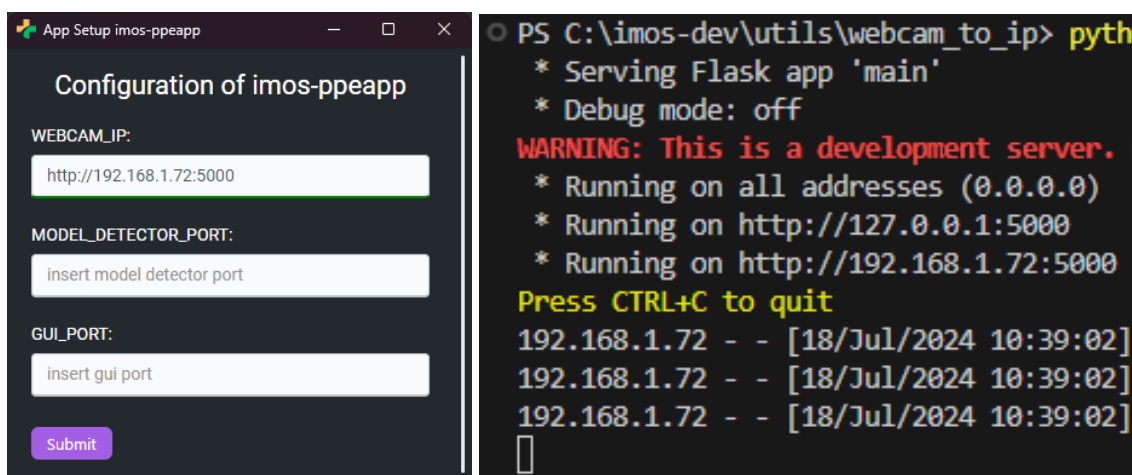 App Setup imos-ppeapp
Configuration of imos-ppeapp
WEBCAM_IP:
http://192.168.1.72:5000
MODEL_DETECTOR_PORT:
insert model detector port
GUI_PORT:
insert gui port
Submit
PS C:\imos-dev\utils\webcam_to_ip> pyth
* Serving Flask app 'main'
* Debug mode: off
WARNING: This is a development server.
* Running on all addresses (0.0.0.0)
* Running on http://127.0.0.1:5000
* Running on http://192.168.1.72:5000
Press CTRL+C to quit
192.168.1.72 - - [18/Jul/2024 10:39:02]
192.168.1.72 - - [18/Jul/2024 10:39:02]
192.168.1.72 - - [18/Jul/2024 10:39:02]